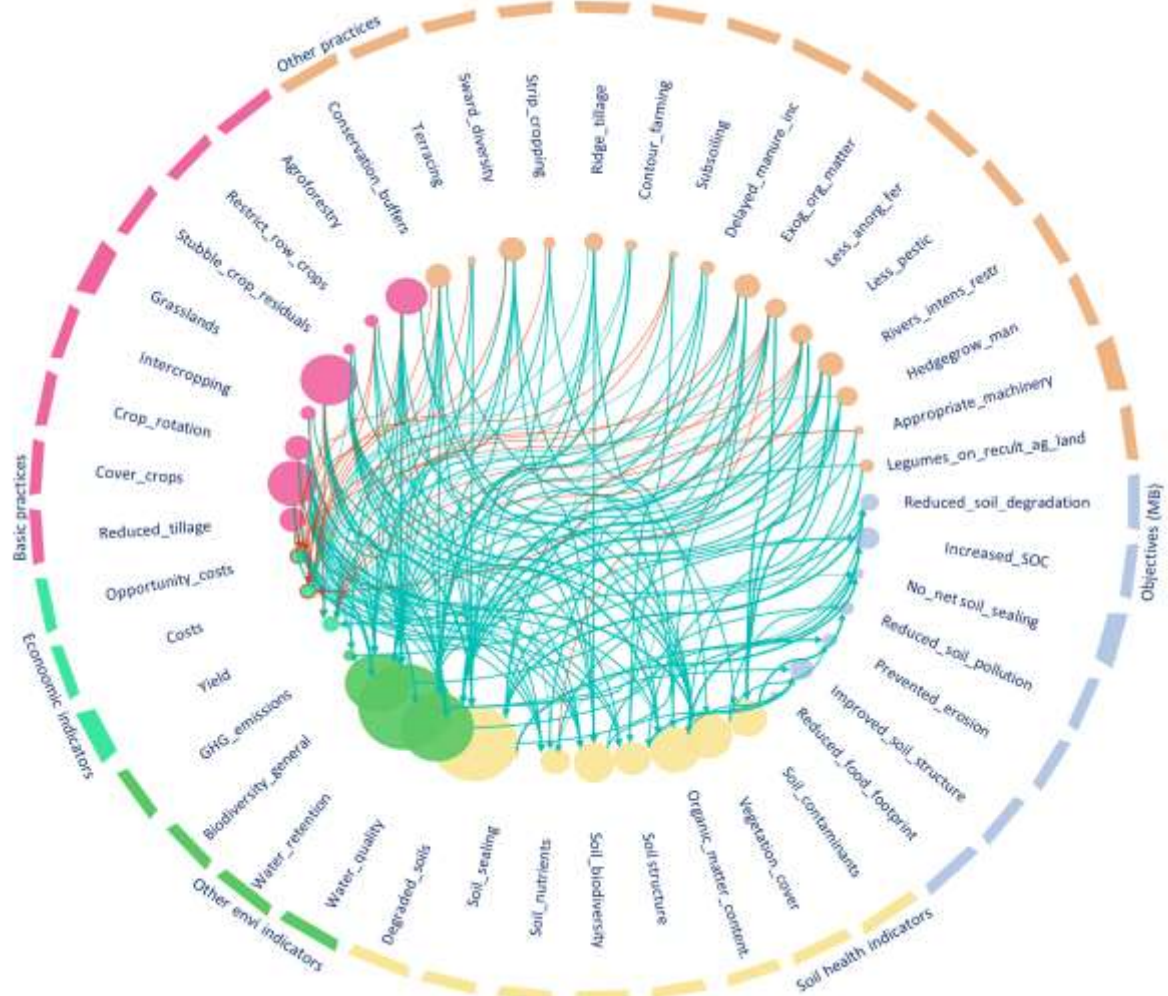 Other practices
Conservation_buffers
Terracing
Sward_diversity
Strip_cropping
Ridge_tillage
Contour_farming
Subsoiling
Delayed_manure_inc
Exog_org_matter
Less_anorg_fer
Less_pestic
Rivers_intens_restr
Hedgegrow_man
Appropriate_machinery
Legumes_on_recult_ag_land
Objectives (MB)
Reduced_soil_degradation
Increased_SOC
No_net soil_sealing
Reduced_soil_pollution
Prevented_erosion
Improved_soil_structure
Reduced_food_footprint
Soil health indicators
Soil_contaminants
Vegetation_cover
Organic_matter_content
Soil structure
Soil_biodiversity
Soil_nutrients
Soil_sealing
Degraded_soils
Other envi indicators
Water_quality
Water_retention
Biodiversity_general
GHG_emissions
Econoomic indicators
Yield
Costs
Opportunity_costs
Basic practices
Reduced_tillage
Cover_crops
Crop_rotation
Intercropping
Grasslands
Stubble_crop_residuals
Restrict_row_crops
Agroforestry